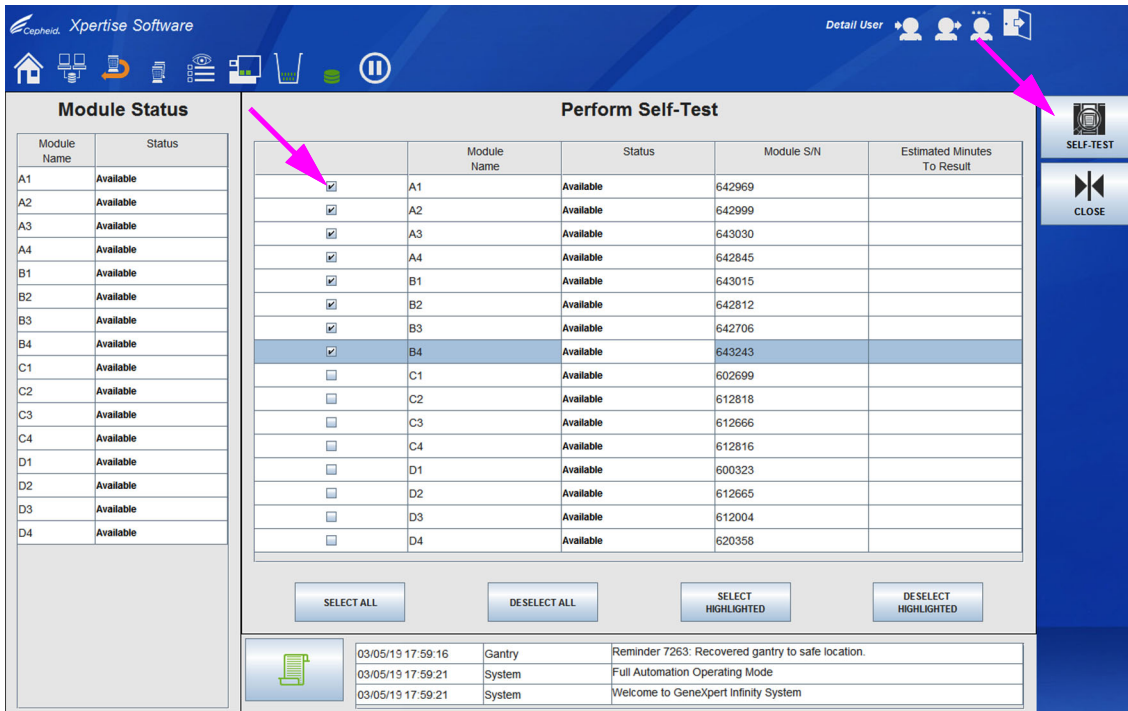 Cepheid. Xpertise Software
Detail User
Module Status
Module Name Status
A1 Available
A2 Available
A3 Available
A4 Available
B1 Available
B2 Available
B3 Available
B4 Available
C1 Available
C2 Available
C3 Available
C4 Available
D1 Available
D2 Available
D3 Available
D4 Available
Perform Self-Test
Module Name Status Module S/N Estimated Minutes To Result
A1 Available 642969
A2 Available 642999
A3 Available 643030
A4 Available 642845
B1 Available 643015
B2 Available 642812
B3 Available 642706
B4 Available 643243
C1 Available 602699
C2 Available 612818
C3 Available 612666
C4 Available 612816
D1 Available 600323
D2 Available 612665
D3 Available 612004
D4 Available 620358
SELECT ALL
DESELECT ALL
SELECT HIGHLIGHTED
DESELECT HIGHLIGHTED
SELF-TEST
CLOSE
03/05/19 17:59:16 Gantry Reminder 7263: Recovered gantry to safe location.
03/05/19 17:59:21 System Full Automation Operating Mode
03/05/19 17:59:21 System Welcome to GeneXpert Infinity System